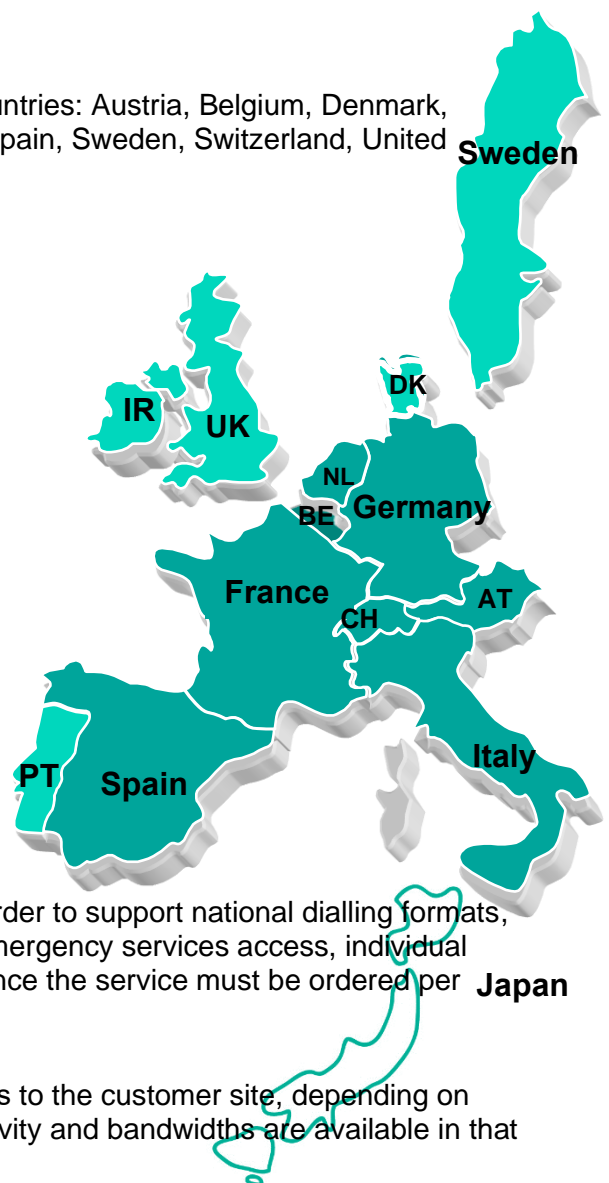 untries: Austria, Belgium, Denmark,
pain, Sweden, Switzerland, United
Sweden
DK
IR
UK
NL
BE
Germany
France
CH
AT
PT
Spain
Italy
rder to support national dialling formats,
mergency services access, individual
nce the service must be ordered per
Japan
s to the customer site, depending on
vity and bandwidths are available in that